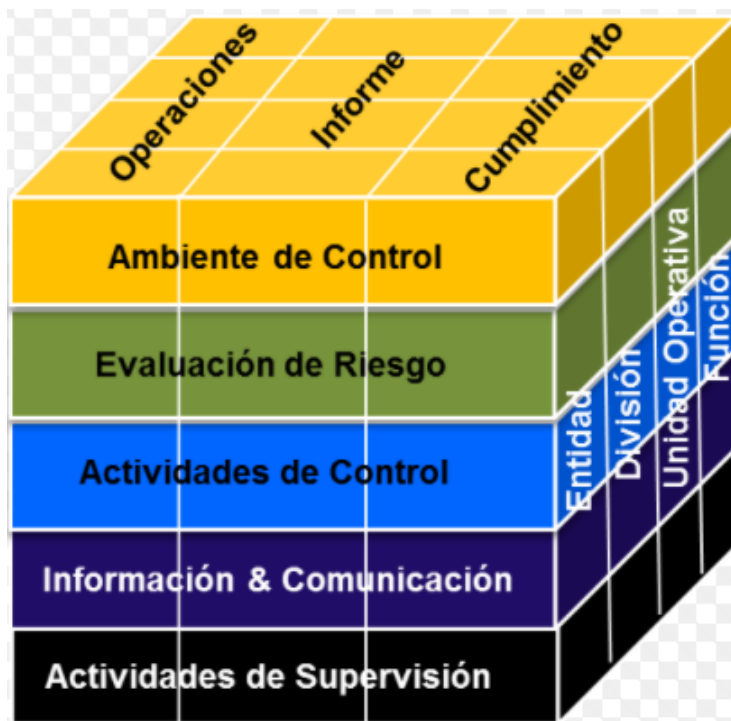 Operaciones
Informe
Cumplimiento
Ambiente de Control
Evaluación de Riesgo
Actividades de Control
Información & Comunicación
Actividades de Supervisión
Entidad
División
Unidad Operativa
Función